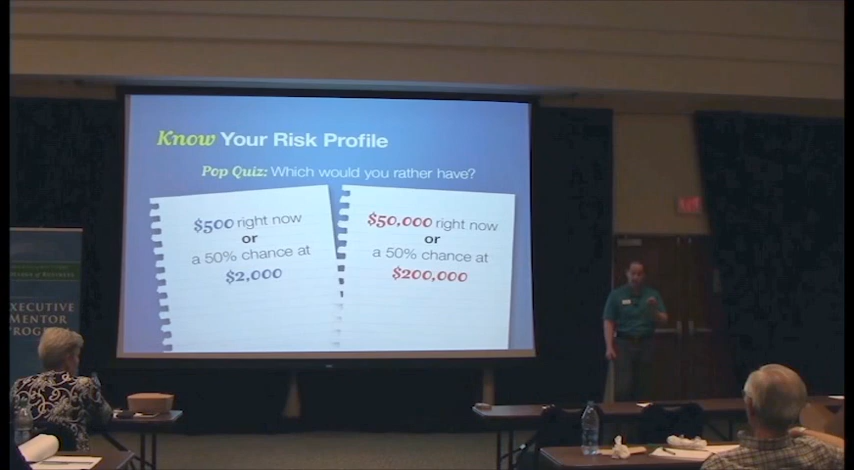 Know Your Risk Profile
Pop Quiz: Which would you rather have?
$500 right now
or
a 50% chance at
$2,000
$50,000 right now
or
a 50% chance at
$200,000
EXECUTIVE
MENTOR